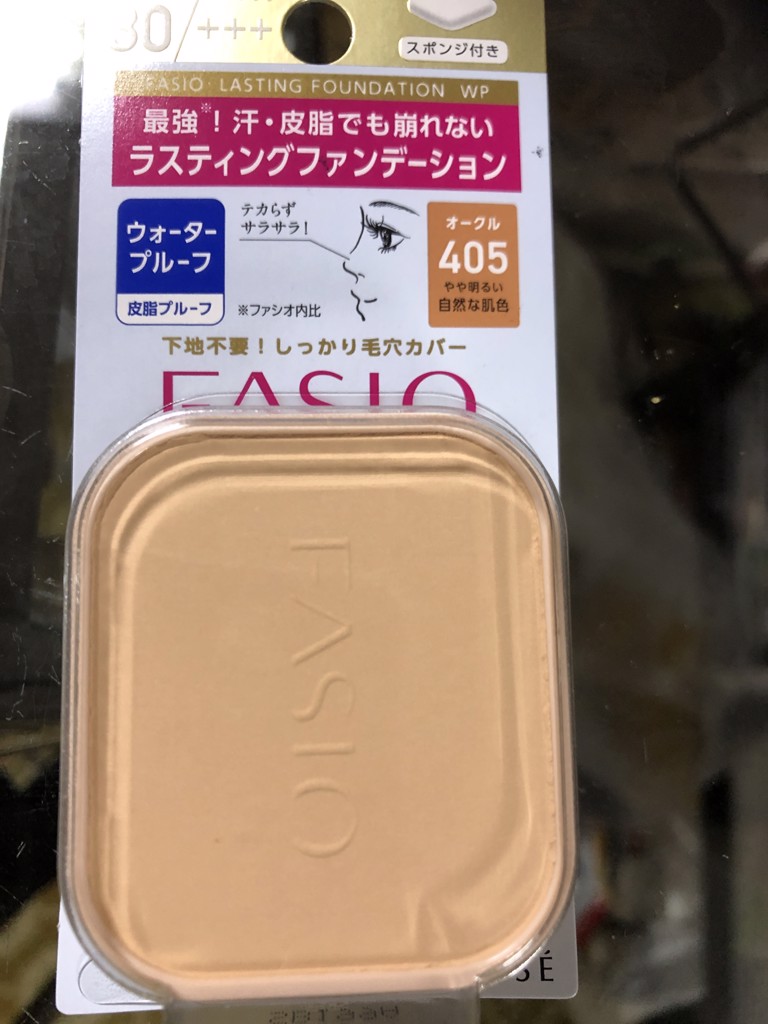 30/+++
スポンジ付き
FASIO LASTING FOUNDATION WP
最強※！汗・皮脂でも崩れない
ラスティングファンデーション
ウォーター
プルーフ
皮脂プルーフ
テカらず
サラサラ！
※ファシオ内比
オークル
405
やや明るい
自然な肌色
下地不要！しっかり毛穴カバー
FASIO
FASIO